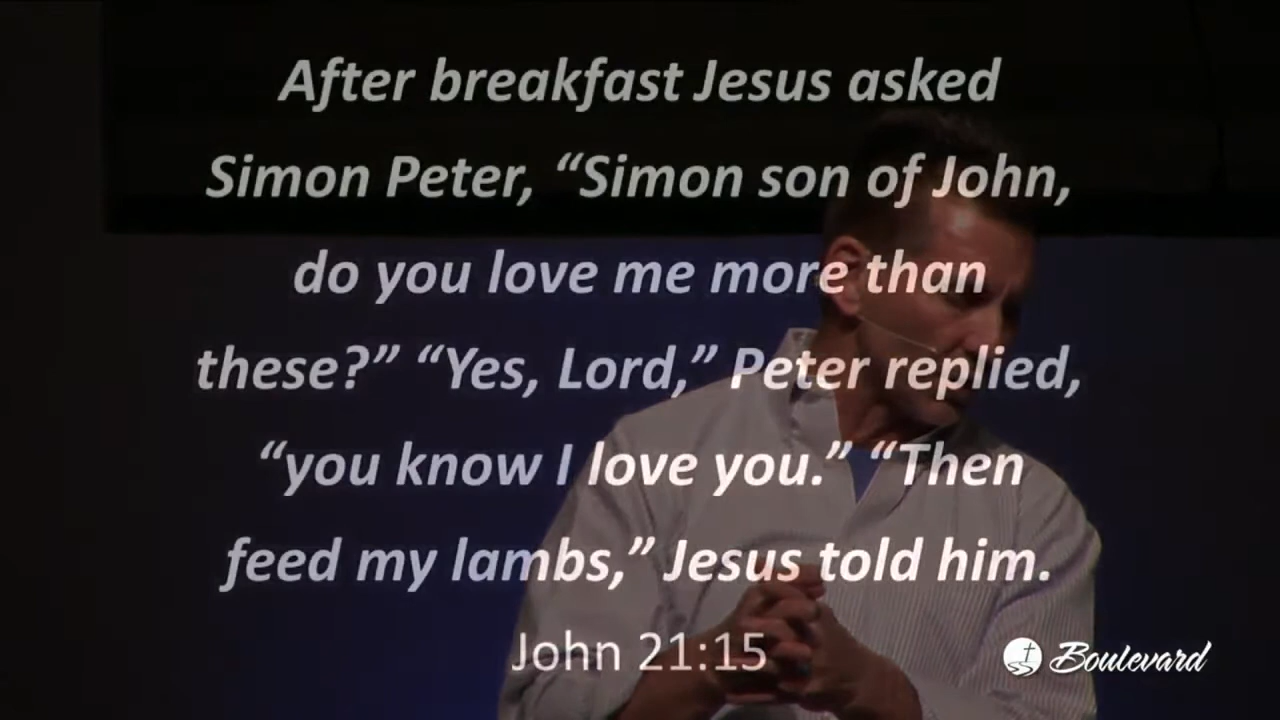 After breakfast Jesus asked
Simon Peter, “Simon son of John,
do you love me more than
these?” “Yes, Lord,” Peter replied,
“you know I love you.” “Then
feed my lambs,” Jesus told him.
John 21:15
Boulevard